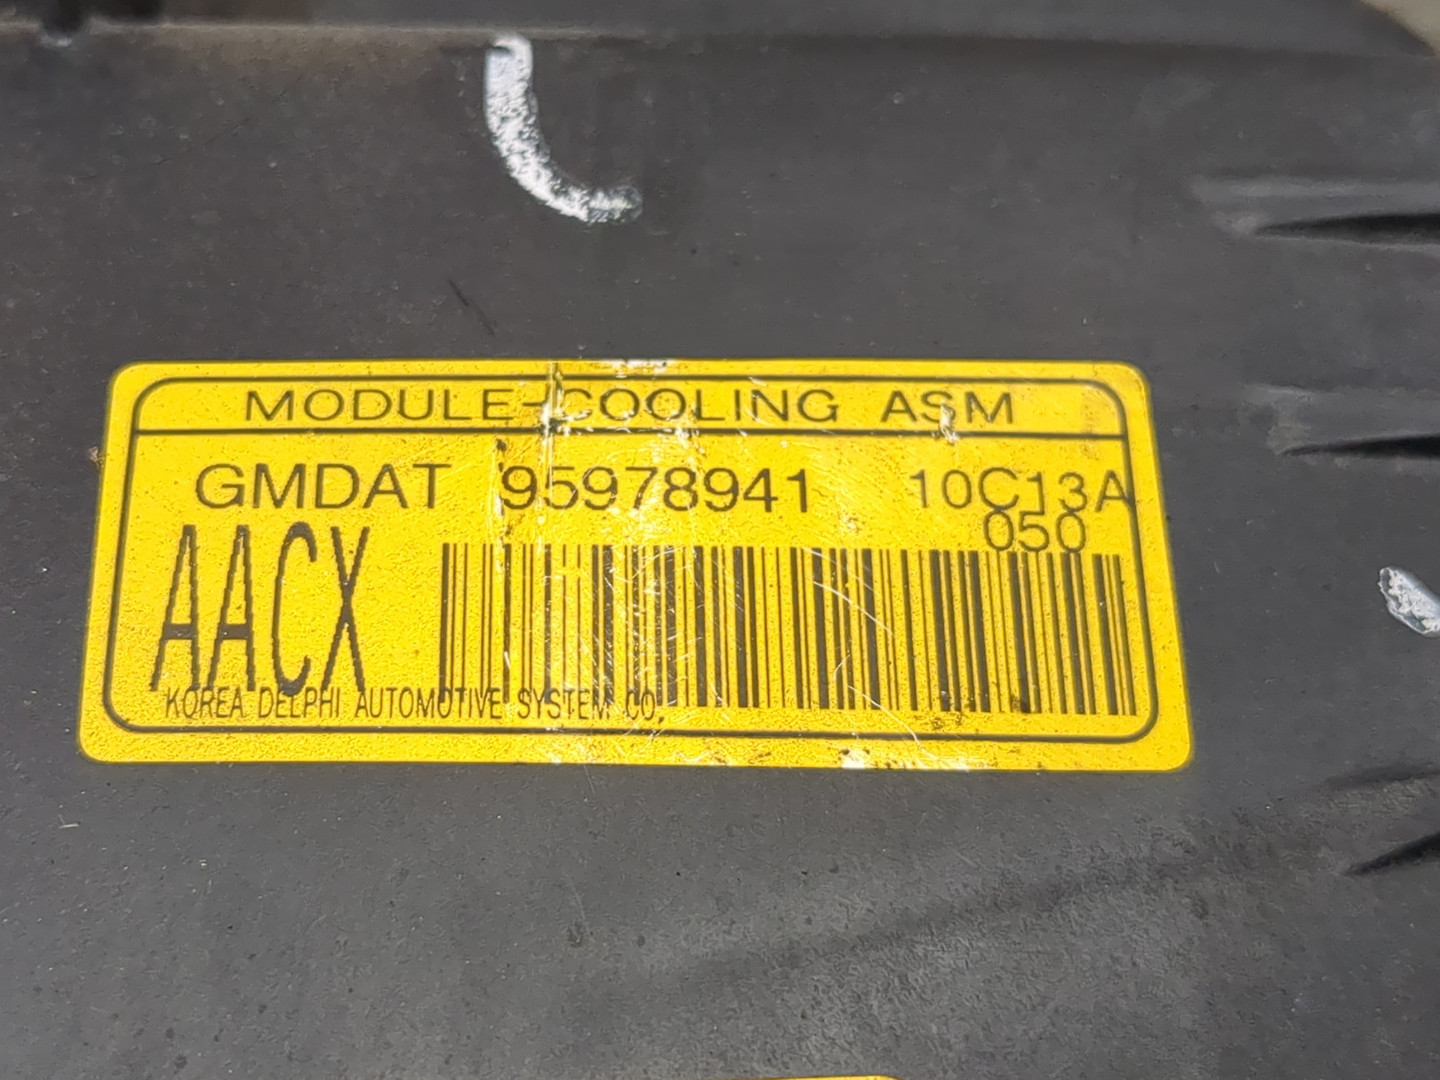 MODULE-COOLING ASM
GMDAT 95978941 10C13A
050
AACX
KOREA DELPHI AUTOMOTIVE SYSTEM CO,